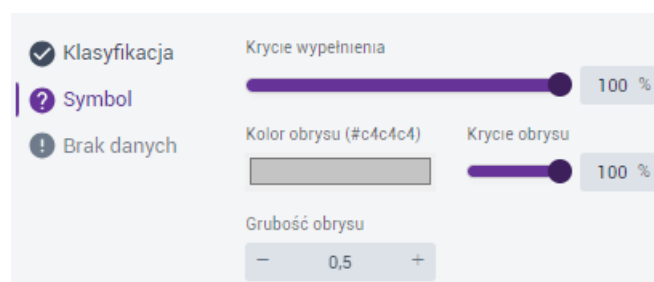 Klasyfikacja
Symbol
Brak danych
Krycie wypełnienia
100 %
Kolor obrysu (#c4c4c4)
Krycie obrysu
100 %
Grubość obrysu
− 0,5 +